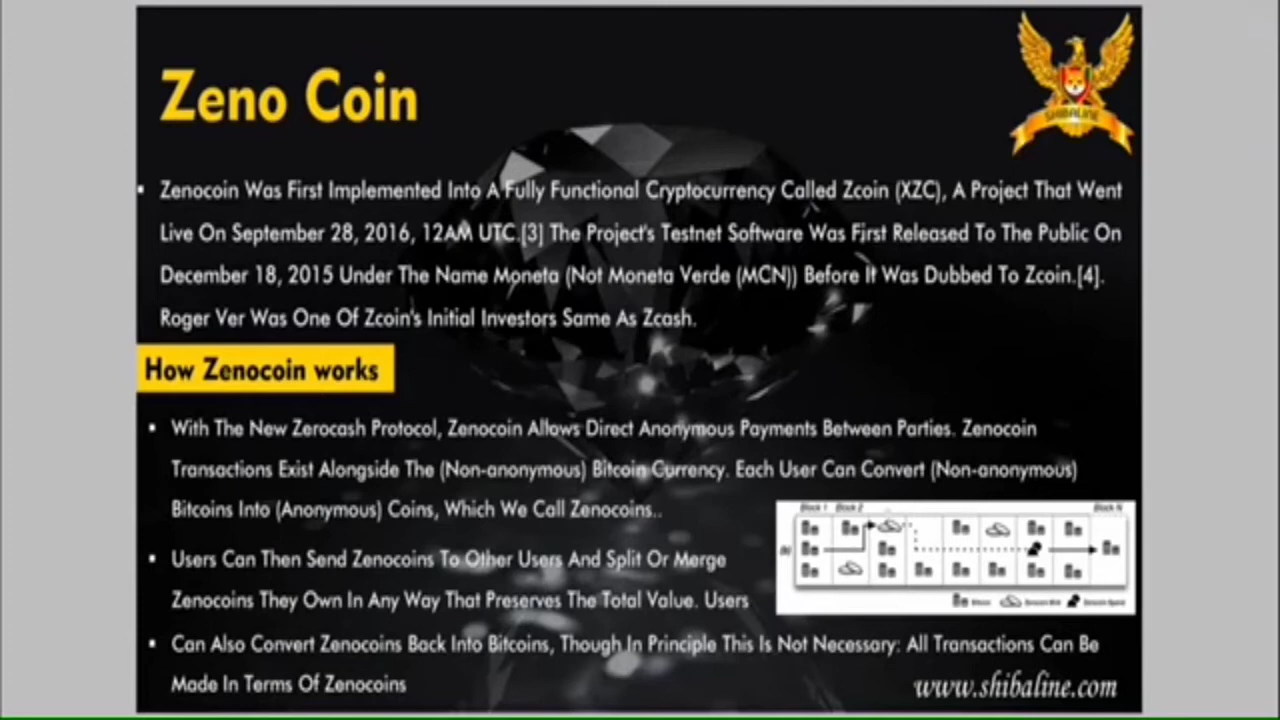 Zeno Coin
SHIBALINE
Zenocoin Was First Implemented Into A Fully Functional Cryptocurrency Called Zcoin (XZC), A Project That Went
Live On September 28, 2016, 12AM UTC.[3] The Project's Testnet Software Was First Released To The Public On
December 18, 2015 Under The Name Moneta (Not Moneta Verde (MCN)) Before It Was Dubbed To Zcoin.[4].
Roger Ver Was One Of Zcoin's Initial Investors Same As Zcash.
How Zenocoin works
With The New Zerocash Protocol, Zenocoin Allows Direct Anonymous Payments Between Parties. Zenocoin
Transactions Exist Alongside The (Non-anonymous) Bitcoin Currency. Each User Can Convert (Non-anonymous)
Bitcoins Into (Anonymous) Coins, Which We Call Zenocoins..
Block 1 Block 2 Block N
Users Can Then Send Zenocoins To Other Users And Split Or Merge
Zenocoins They Own In Any Way That Preserves The Total Value. Users
Can Also Convert Zenocoins Back Into Bitcoins, Though In Principle This Is Not Necessary: All Transactions Can Be
Made In Terms Of Zenocoins
www.shibaline.com